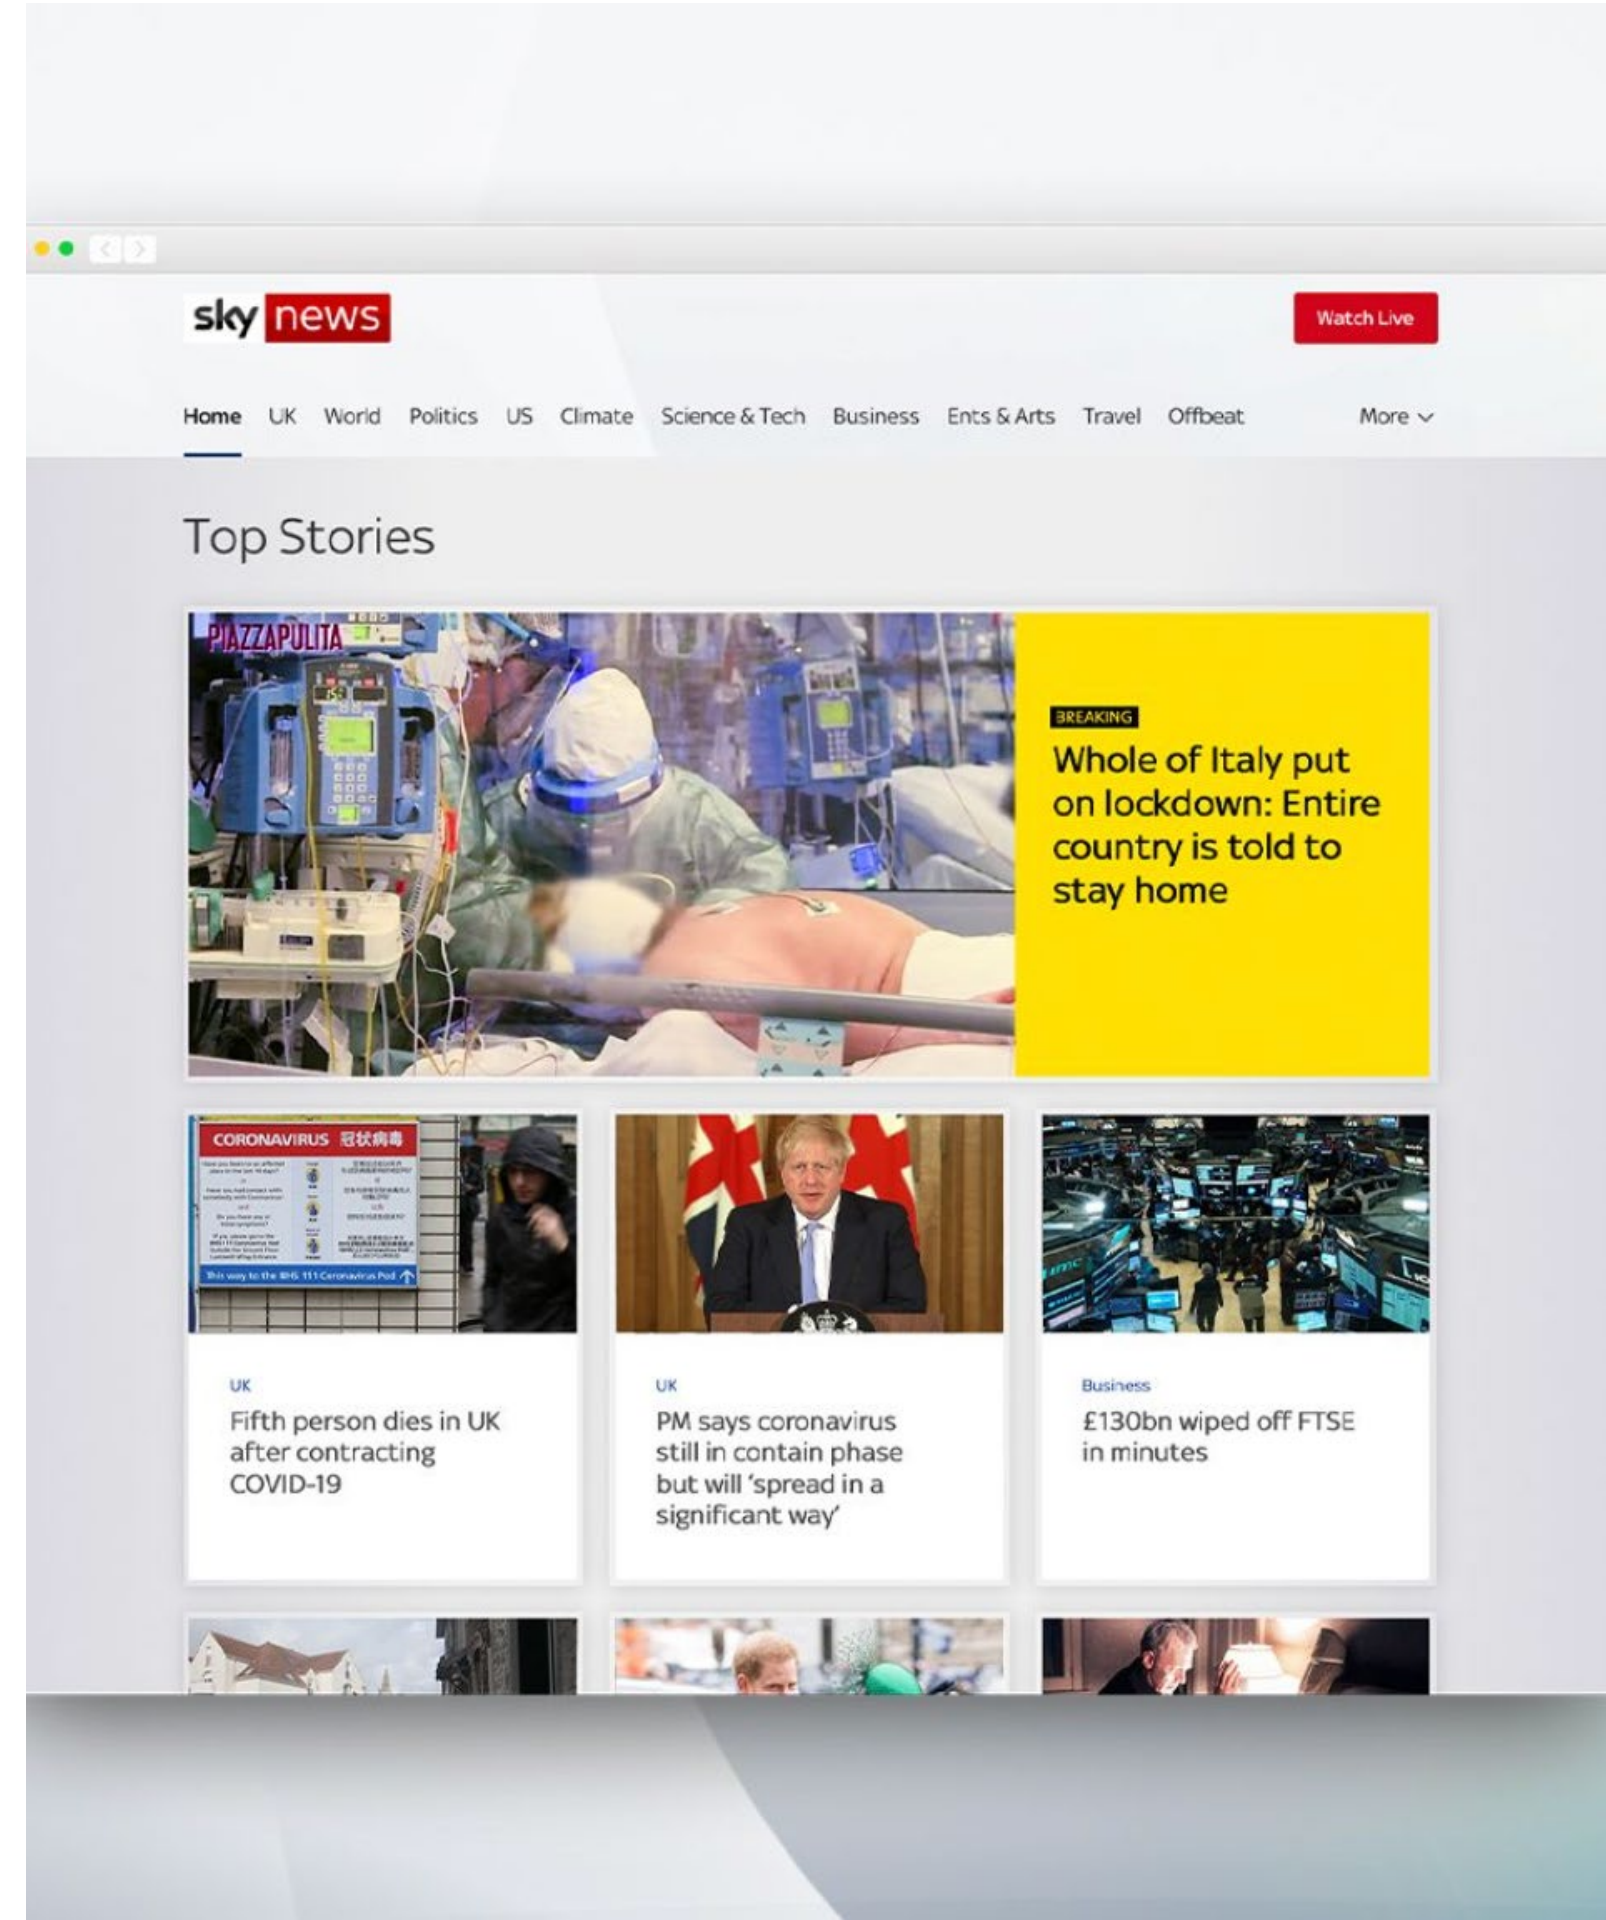 sky news
Watch Live
Home UK World Politics US Climate Science & Tech Business Ents & Arts Travel Offbeat More
Top Stories
PIAZZAPULITA
BREAKING
Whole of Italy put
on lockdown: Entire
country is told to
stay home
CORONAVIRUS 冠状病毒
This way to the NHS 111 Coronavirus Pod
UK
Fifth person dies in UK
after contracting
COVID-19
UK
PM says coronavirus
still in contain phase
but will ‘spread in a
significant way’
Business
£130bn wiped off FTSE
in minutes